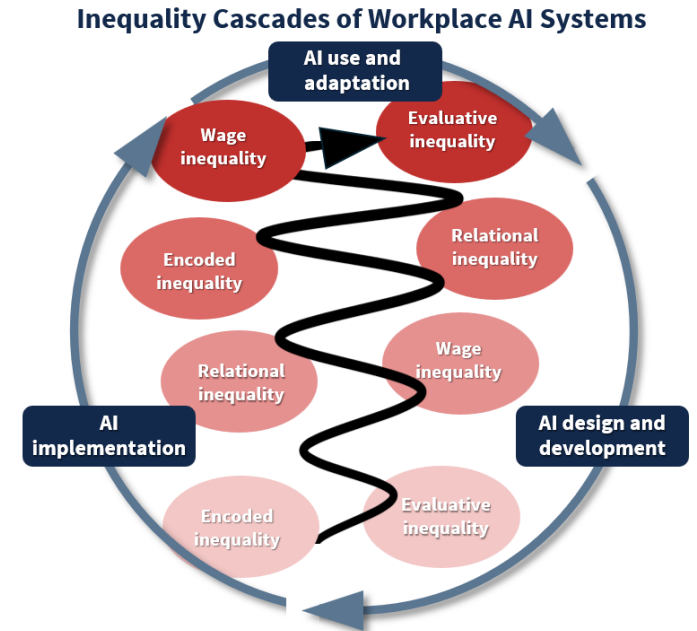 Inequality Cascades of Workplace AI Systems
AI use and
adaptation
Wage
inequality
Evaluative
inequality
Encoded
inequality
Relational
inequality
Relational
inequality
Wage
inequality
AI
implementation
AI design and
development
Encoded
inequality
Evaluative
inequality